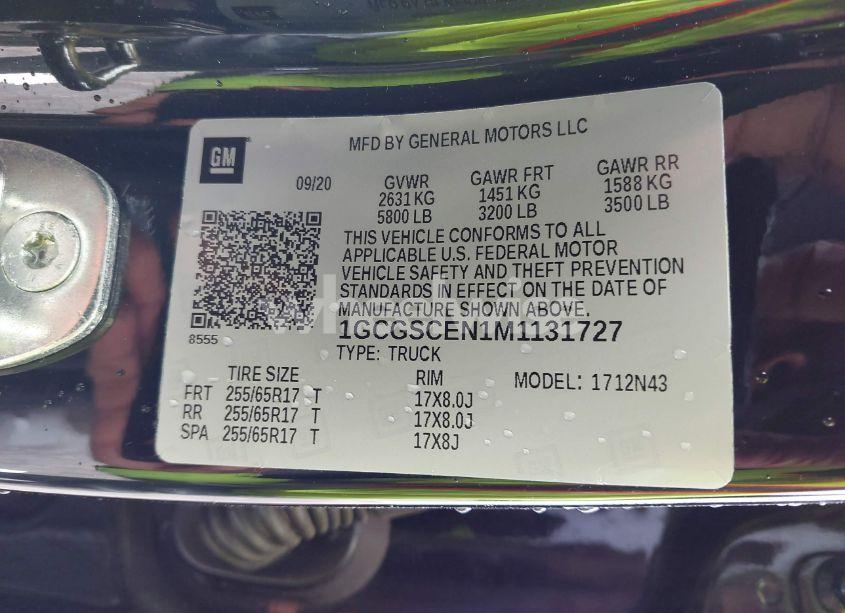 MFD BY GENERAL MOTORS LLC
GM
09/20
GVWR GAWR FRT GAWR RR
2631 KG 1451 KG 1588 KG
5800 LB 3200 LB 3500 LB
THIS VEHICLE CONFORMS TO ALL
APPLICABLE U.S. FEDERAL MOTOR
VEHICLE SAFETY AND THEFT PREVENTION
STANDARDS IN EFFECT ON THE DATE OF
MANUFACTURE SHOWN ABOVE.
8555
1GCGSCEN1M1131727
TYPE: TRUCK
TIRE SIZE RIM MODEL: 1712N43
FRT 255/65R17 T 17X8.0J
RR 255/65R17 T 17X8.0J
SPA 255/65R17 T 17X8J